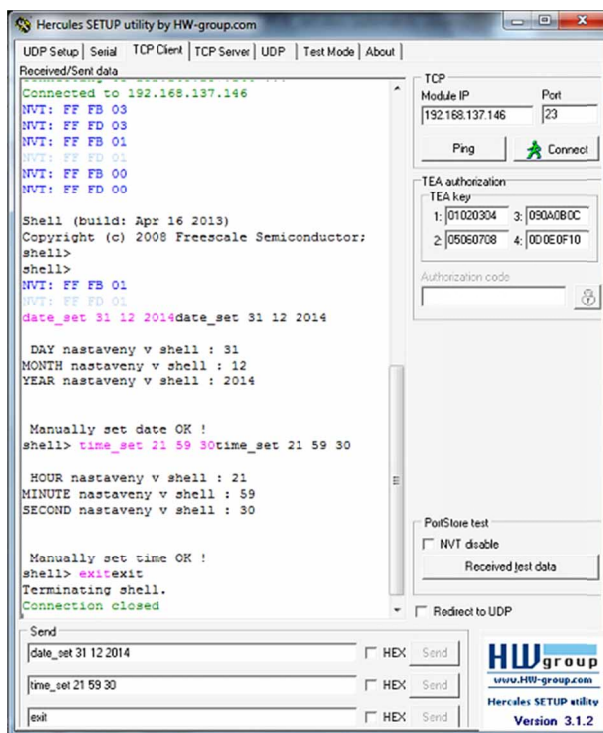 Hercules SETUP utility by HW-group.com
UDP Setup Serial TCP Client TCP Server UDP Test Mode About
Received/Sent data
Connected to 192.168.137.146
NVT: FF FB 03
NVT: FF FD 03
NVT: FF FB 01
NVT: FF FD 01
NVT: FF FB 00
NVT: FF FD 00
Shell (build: Apr 16 2013)
Copyright (c) 2008 Freescale Semiconductor;
shell>
shell>
NVT: FF FB 01
NVT: FF FD 01
date_set 31 12 2014date_set 31 12 2014
DAY nastaveny v shell : 31
MONTH nastaveny v shell : 12
YEAR nastaveny v shell : 2014
Manually set date OK !
shell> time_set 21 59 30time_set 21 59 30
HOUR nastaveny v shell : 21
MINUTE nastaveny v shell : 59
SECOND nastaveny v shell : 30
Manually set time OK !
shell> exitexit
Terminating shell.
Connection closed
TCP
Module IP Port
192.168.137.146 23
Ping Connect
TEA authorization
TEA key
1: 01020304 3: 090A0B0C
2: 05060708 4: 0D0E0F10
Authorization code
PortStore test
NVT disable
Received test data
Redirect to UDP
Send
date_set 31 12 2014 HEX Send
time_set 21 59 30 HEX Send
exit HEX Send
HW group
www.HW-group.com
Hercules SETUP utility
Version 3.1.2